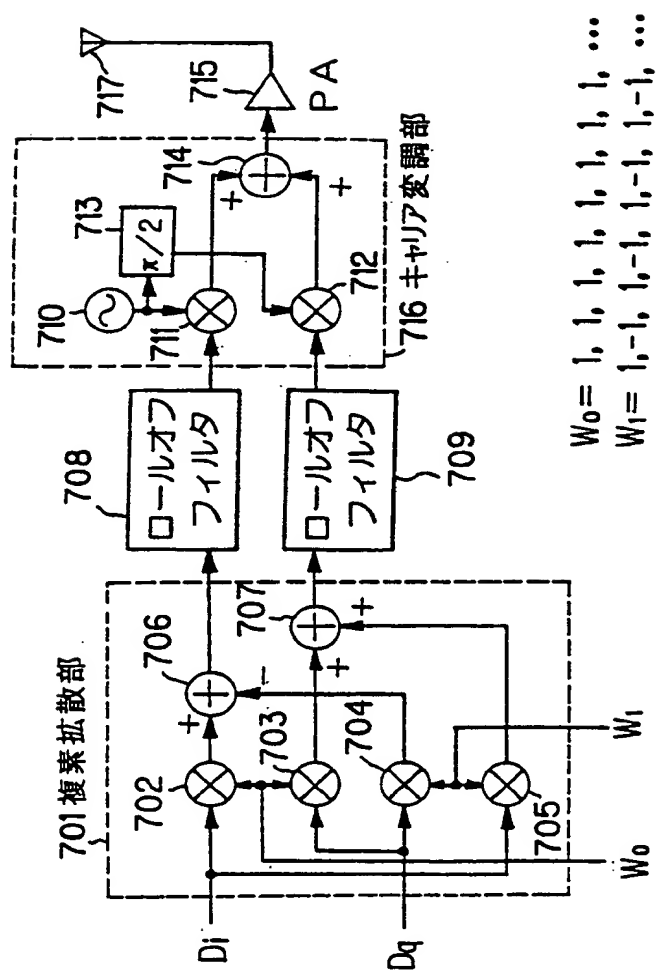 701 複素拡散部
Di
Dq
702
703
704
705
706
707
+
−
+
+
W₀
W₁
708
ロールオフ
フィルタ
ロールオフ
フィルタ
709
710
713
π/2
711
712
714
+
+
716 キャリア変調部
715
PA
717
W₀= 1, 1, 1, 1, 1, 1, 1, 1, …
W₁= 1,-1, 1,-1, 1,-1, 1,-1, …